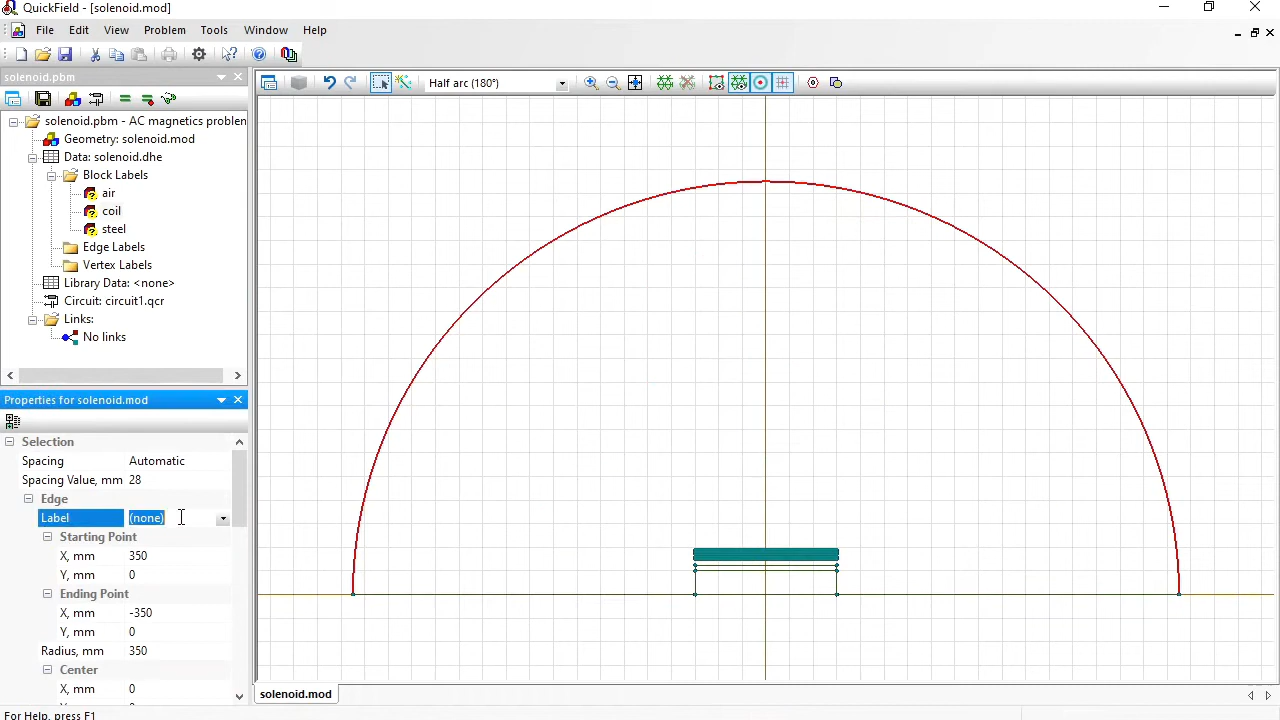 QuickField - [solenoid.mod]
File Edit View Problem Tools Window Help
solenoid.pbm
Half arc (180°)
solenoid.pbm - AC magnetics problen
Geometry: solenoid.mod
Data: solenoid.dhe
Block Labels
air
coil
steel
Edge Labels
Vertex Labels
Library Data: <none>
Circuit: circuit1.qcr
Links:
No links
Properties for solenoid.mod
Selection
Spacing Automatic
Spacing Value, mm 28
Edge
Label (none)
Starting Point
X, mm 350
Y, mm 0
Ending Point
X, mm -350
Y, mm 0
Radius, mm 350
Center
X, mm 0
solenoid.mod
For Help, press F1